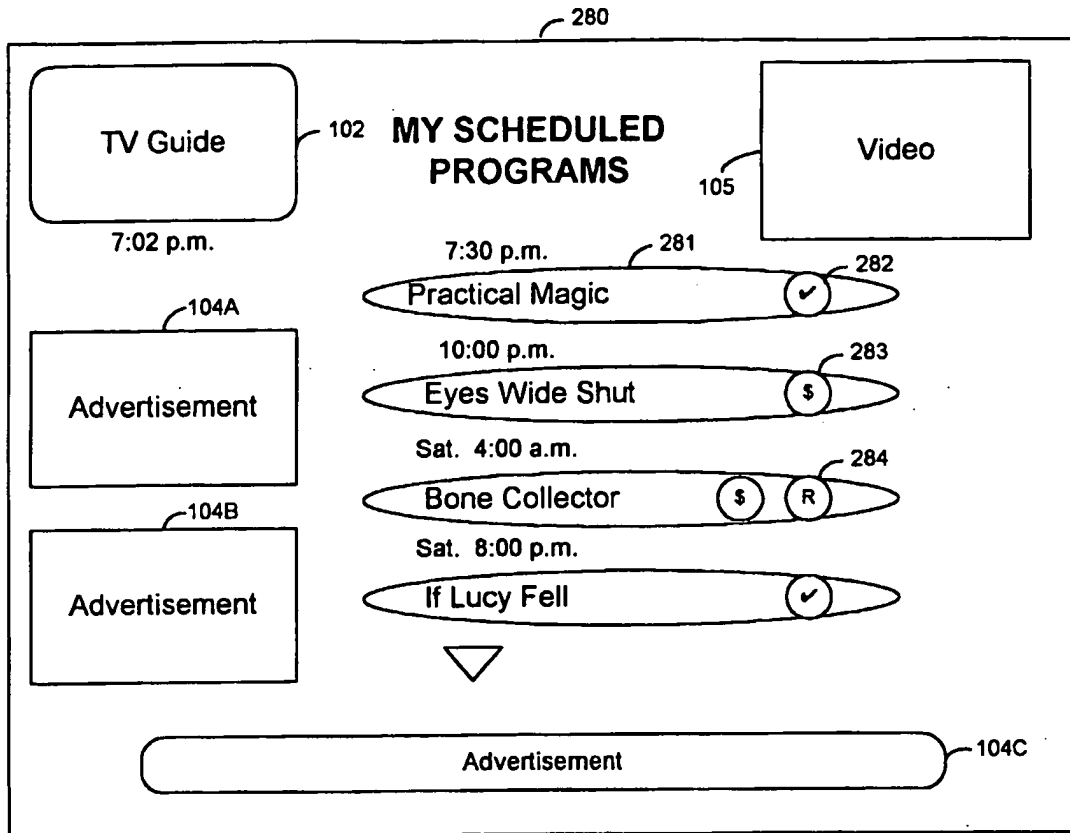 280
TV Guide
102
MY SCHEDULED
PROGRAMS
Video
105
7:02 p.m.
7:30 p.m.
281
Practical Magic
✔
282
104A
Advertisement
10:00 p.m.
Eyes Wide Shut
$
283
Sat. 4:00 a.m.
Bone Collector
$
R
284
104B
Advertisement
Sat. 8:00 p.m.
If Lucy Fell
✔
Advertisement
104C